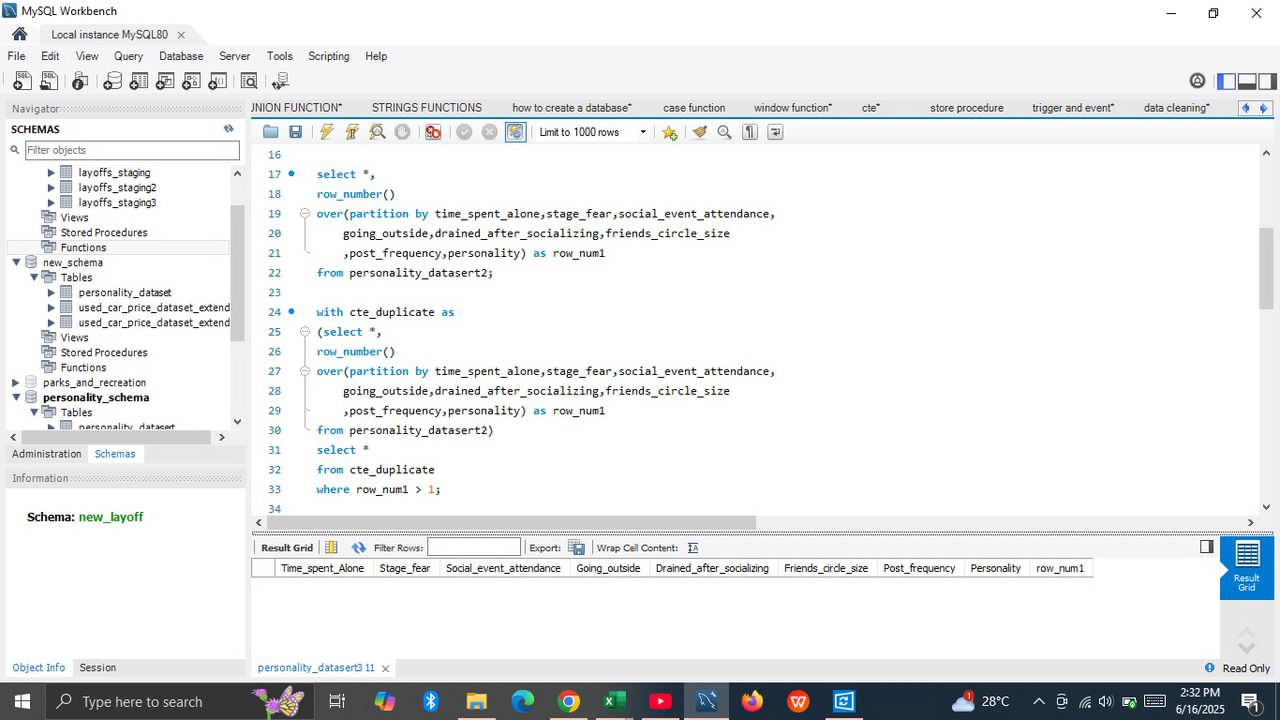 MySQL Workbench
Local instance MySQL80
File Edit View Query Database Server Tools Scripting Help
Navigator
SCHEMAS
Filter objects
layoffs_staging
layoffs_staging2
layoffs_staging3
Views
Stored Procedures
Functions
new_schema
Tables
personality_dataset
used_car_price_dataset_extend
used_car_price_dataset_extend
Views
Stored Procedures
Functions
parks_and_recreation
personality_schema
Tables
personality_datasert
Administration Schemas
Information
Schema: new_layoff
Object Info Session
JNION FUNCTION* STRINGS FUNCTIONS how to create a database* case function window function* cte* store procedure trigger and event* data cleaning*
Limit to 1000 rows
16
17 select *,
18 row_number()
19 over(partition by time_spent_alone,stage_fear,social_event_attendance,
20 going_outside,drained_after_socializing,friends_circle_size
21 ,post_frequency,personality) as row_num1
22 from personality_datasert2;
23
24 with cte_duplicate as
25 (select *,
26 row_number()
27 over(partition by time_spent_alone,stage_fear,social_event_attendance,
28 going_outside,drained_after_socializing,friends_circle_size
29 ,post_frequency,personality) as row_num1
30 from personality_datasert2)
31 select *
32 from cte_duplicate
33 where row_num1 > 1;
34
Result Grid Filter Rows: Export: Wrap Cell Content: IA
Time_spent_Alone Stage_fear Social_event_attendance Going_outside Drained_after_socializing Friends_circle_size Post_frequency Personality row_num1
Result
Grid
personality_datasert3 11
Read Only
Type here to search
1
28°C
2:32 PM
6/16/2025
1